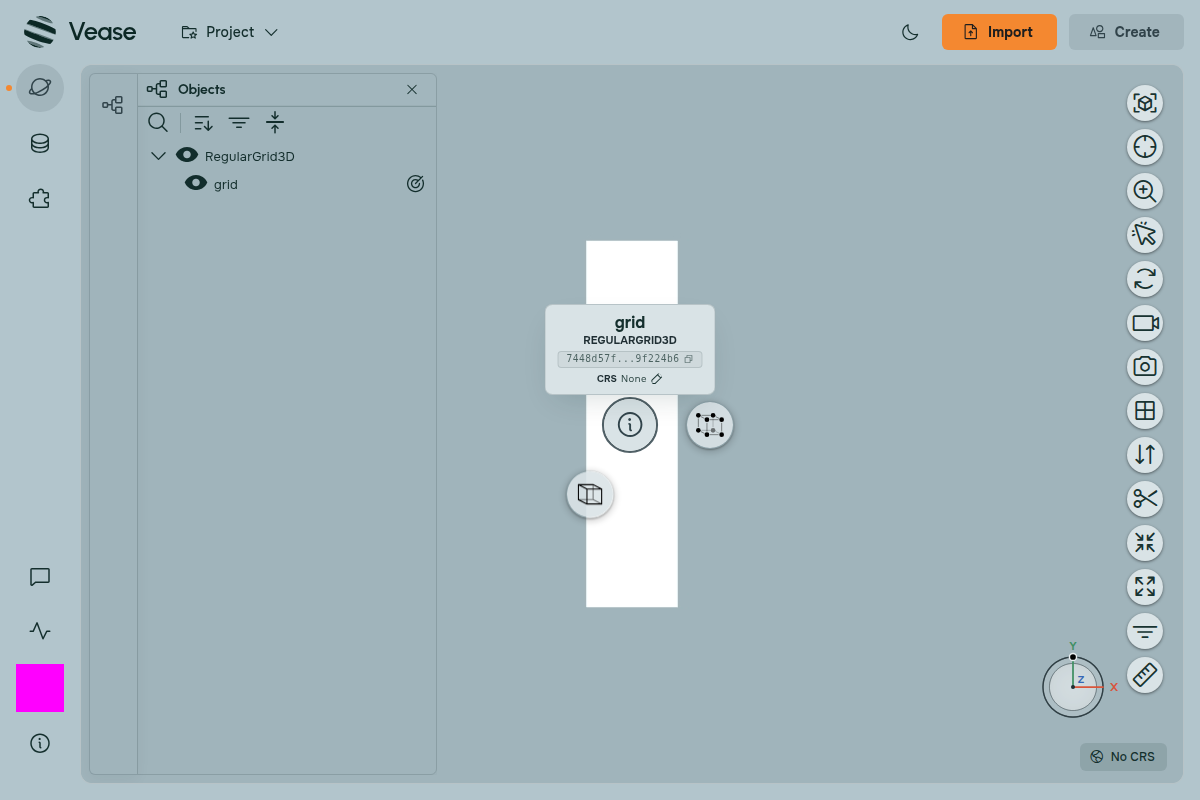 Vease
Project
Import
Create
Objects
RegularGrid3D
grid
grid
REGULARGRID3D
7448d57f...9f224b6
CRS None
Y
Z
X
No CRS